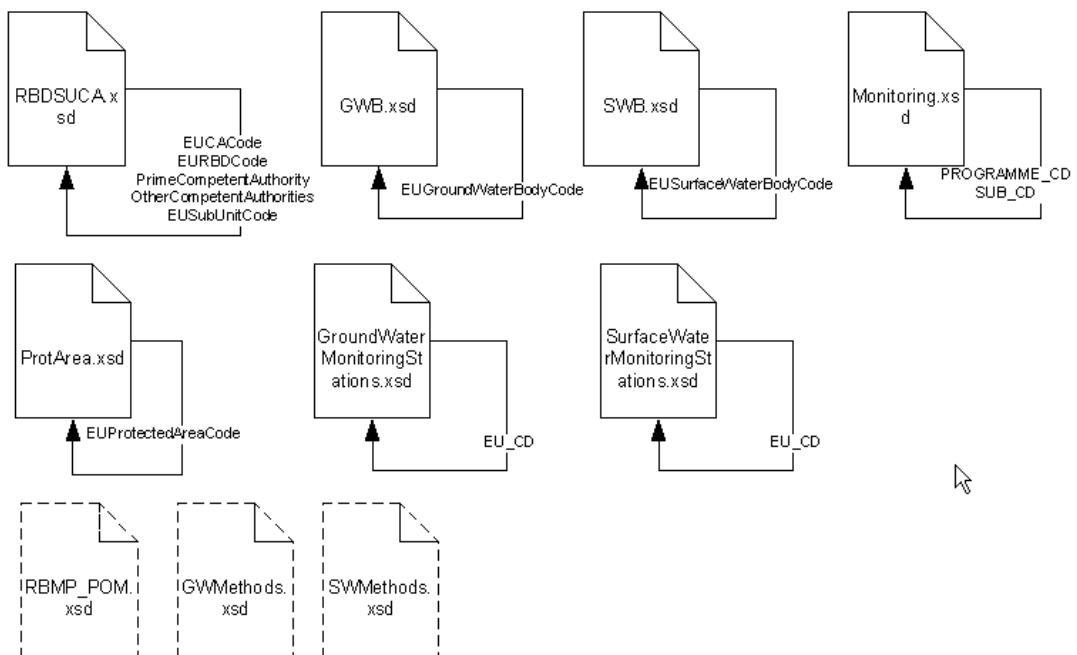 RBDSUCA.x
sd
EUCACode
EURBDCode
PrimeCompetentAuthority
OtherCompetentAuthorities
EUSubUnitCode
GWB.xsd
EUGroundWaterBodyCode
SWB.xsd
EUSurfaceWaterBodyCode
Monitoring.xs
d
PROGRAMME_CD
SUB_CD
ProtArea.xsd
EUProtectedAreaCode
GroundWater
MonitoringSt
ations.xsd
EU_CD
SurfaceWate
rMonitoringSt
ations.xsd
EU_CD
RBMP_POM.
xsd
GWMethods.
xsd
SWMethods.
xsd